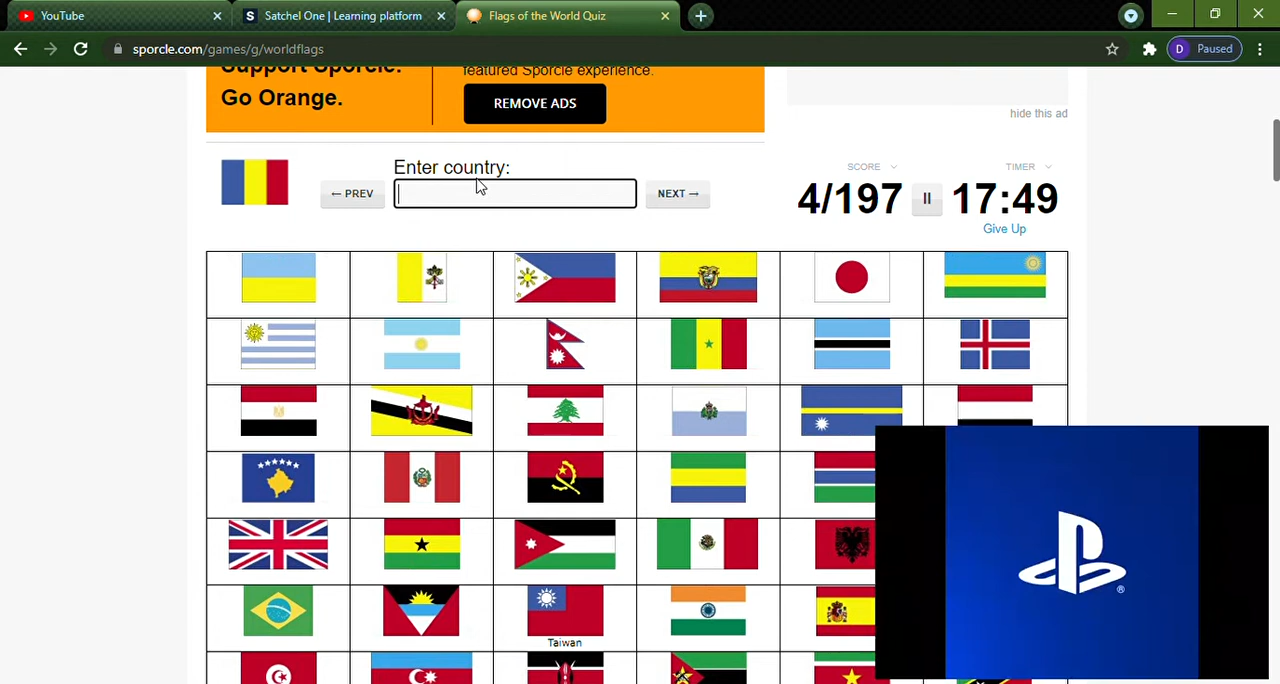 YouTube
Satchel One | Learning platform
Flags of the World Quiz
sporcle.com/games/g/worldflags
D Paused
Support Sporcle.
featured Sporcle experience.
Go Orange.
REMOVE ADS
hide this ad
Enter country:
← PREV
NEXT →
SCORE
TIMER
4/197
17:49
Give Up
Taiwan